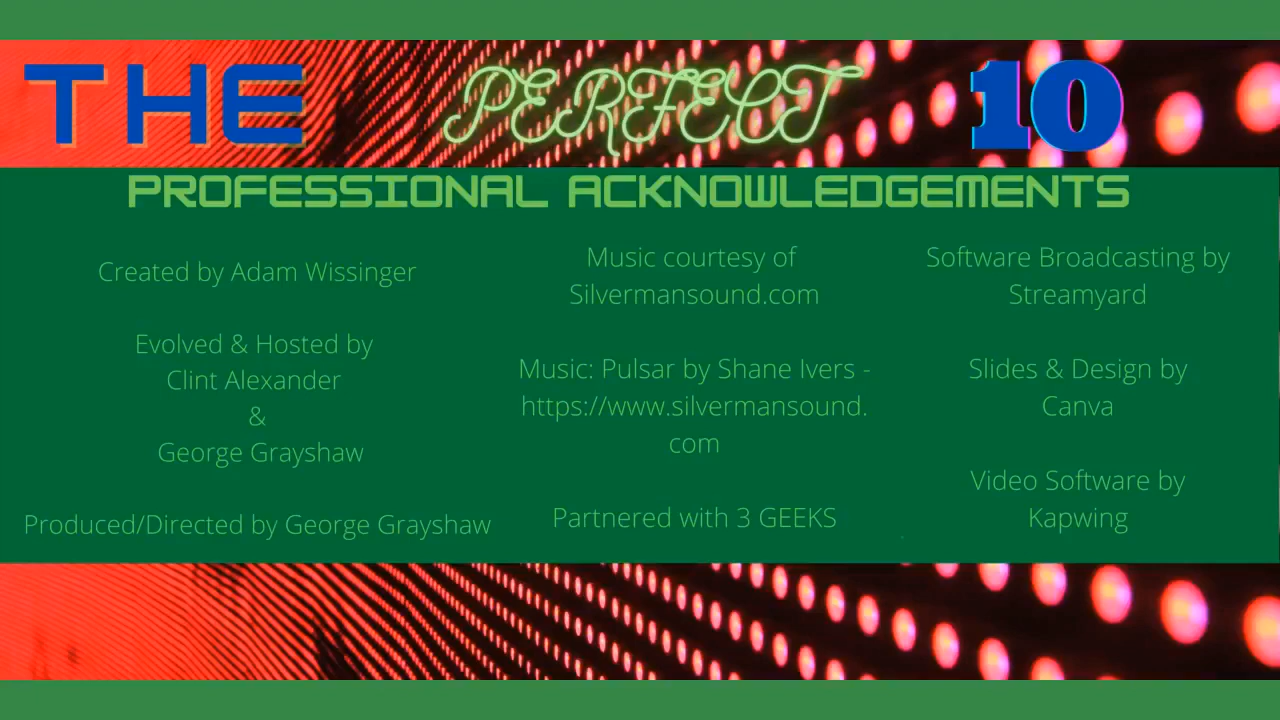 THE PERFECT 10
PROFESSIONAL ACKNOWLEDGEMENTS
Created by Adam Wissinger
Evolved & Hosted by
Clint Alexander
&
George Grayshaw
Produced/Directed by George Grayshaw
Music courtesy of
Silvermansound.com
Music: Pulsar by Shane Ivers -
https://www.silvermansound.
com
Partnered with 3 GEEKS
Software Broadcasting by
Streamyard
Slides & Design by
Canva
Video Software by
Kapwing